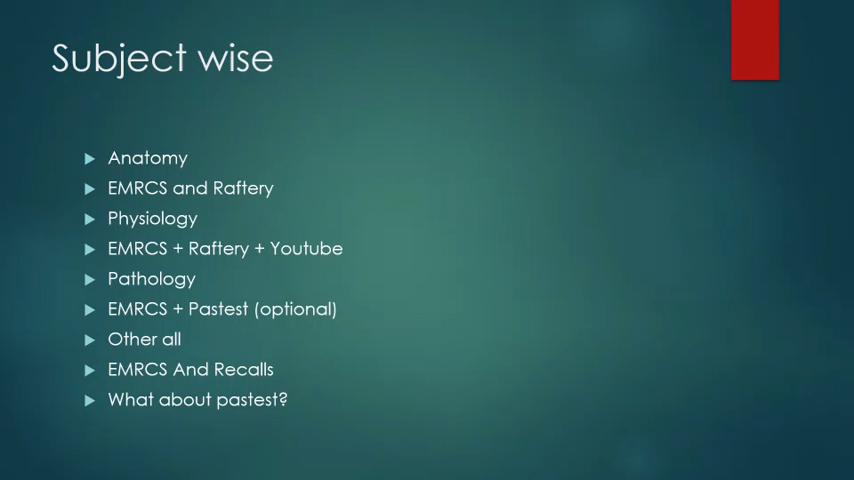 Subject wise
Anatomy
EMRCS and Raftery
Physiology
EMRCS + Raftery + Youtube
Pathology
EMRCS + Pastest (optional)
Other all
EMRCS And Recalls
What about pastest?